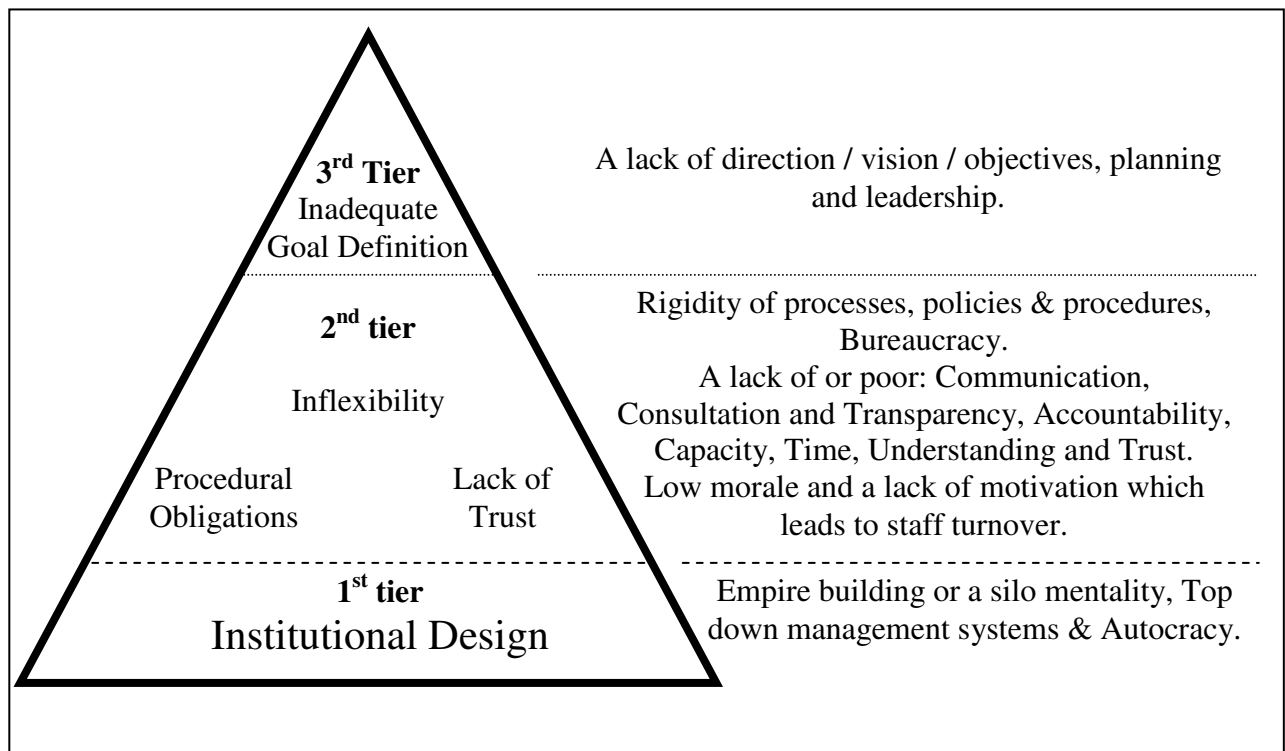 3rd Tier
Inadequate
Goal Definition
A lack of direction / vision / objectives, planning
and leadership.
2nd tier
Inflexibility
Procedural
Obligations
Lack of
Trust
Rigidity of processes, policies & procedures,
Bureaucracy.
A lack of or poor: Communication,
Consultation and Transparency, Accountability,
Capacity, Time, Understanding and Trust.
Low morale and a lack of motivation which
leads to staff turnover.
1st tier
Institutional Design
Empire building or a silo mentality, Top
down management systems & Autocracy.